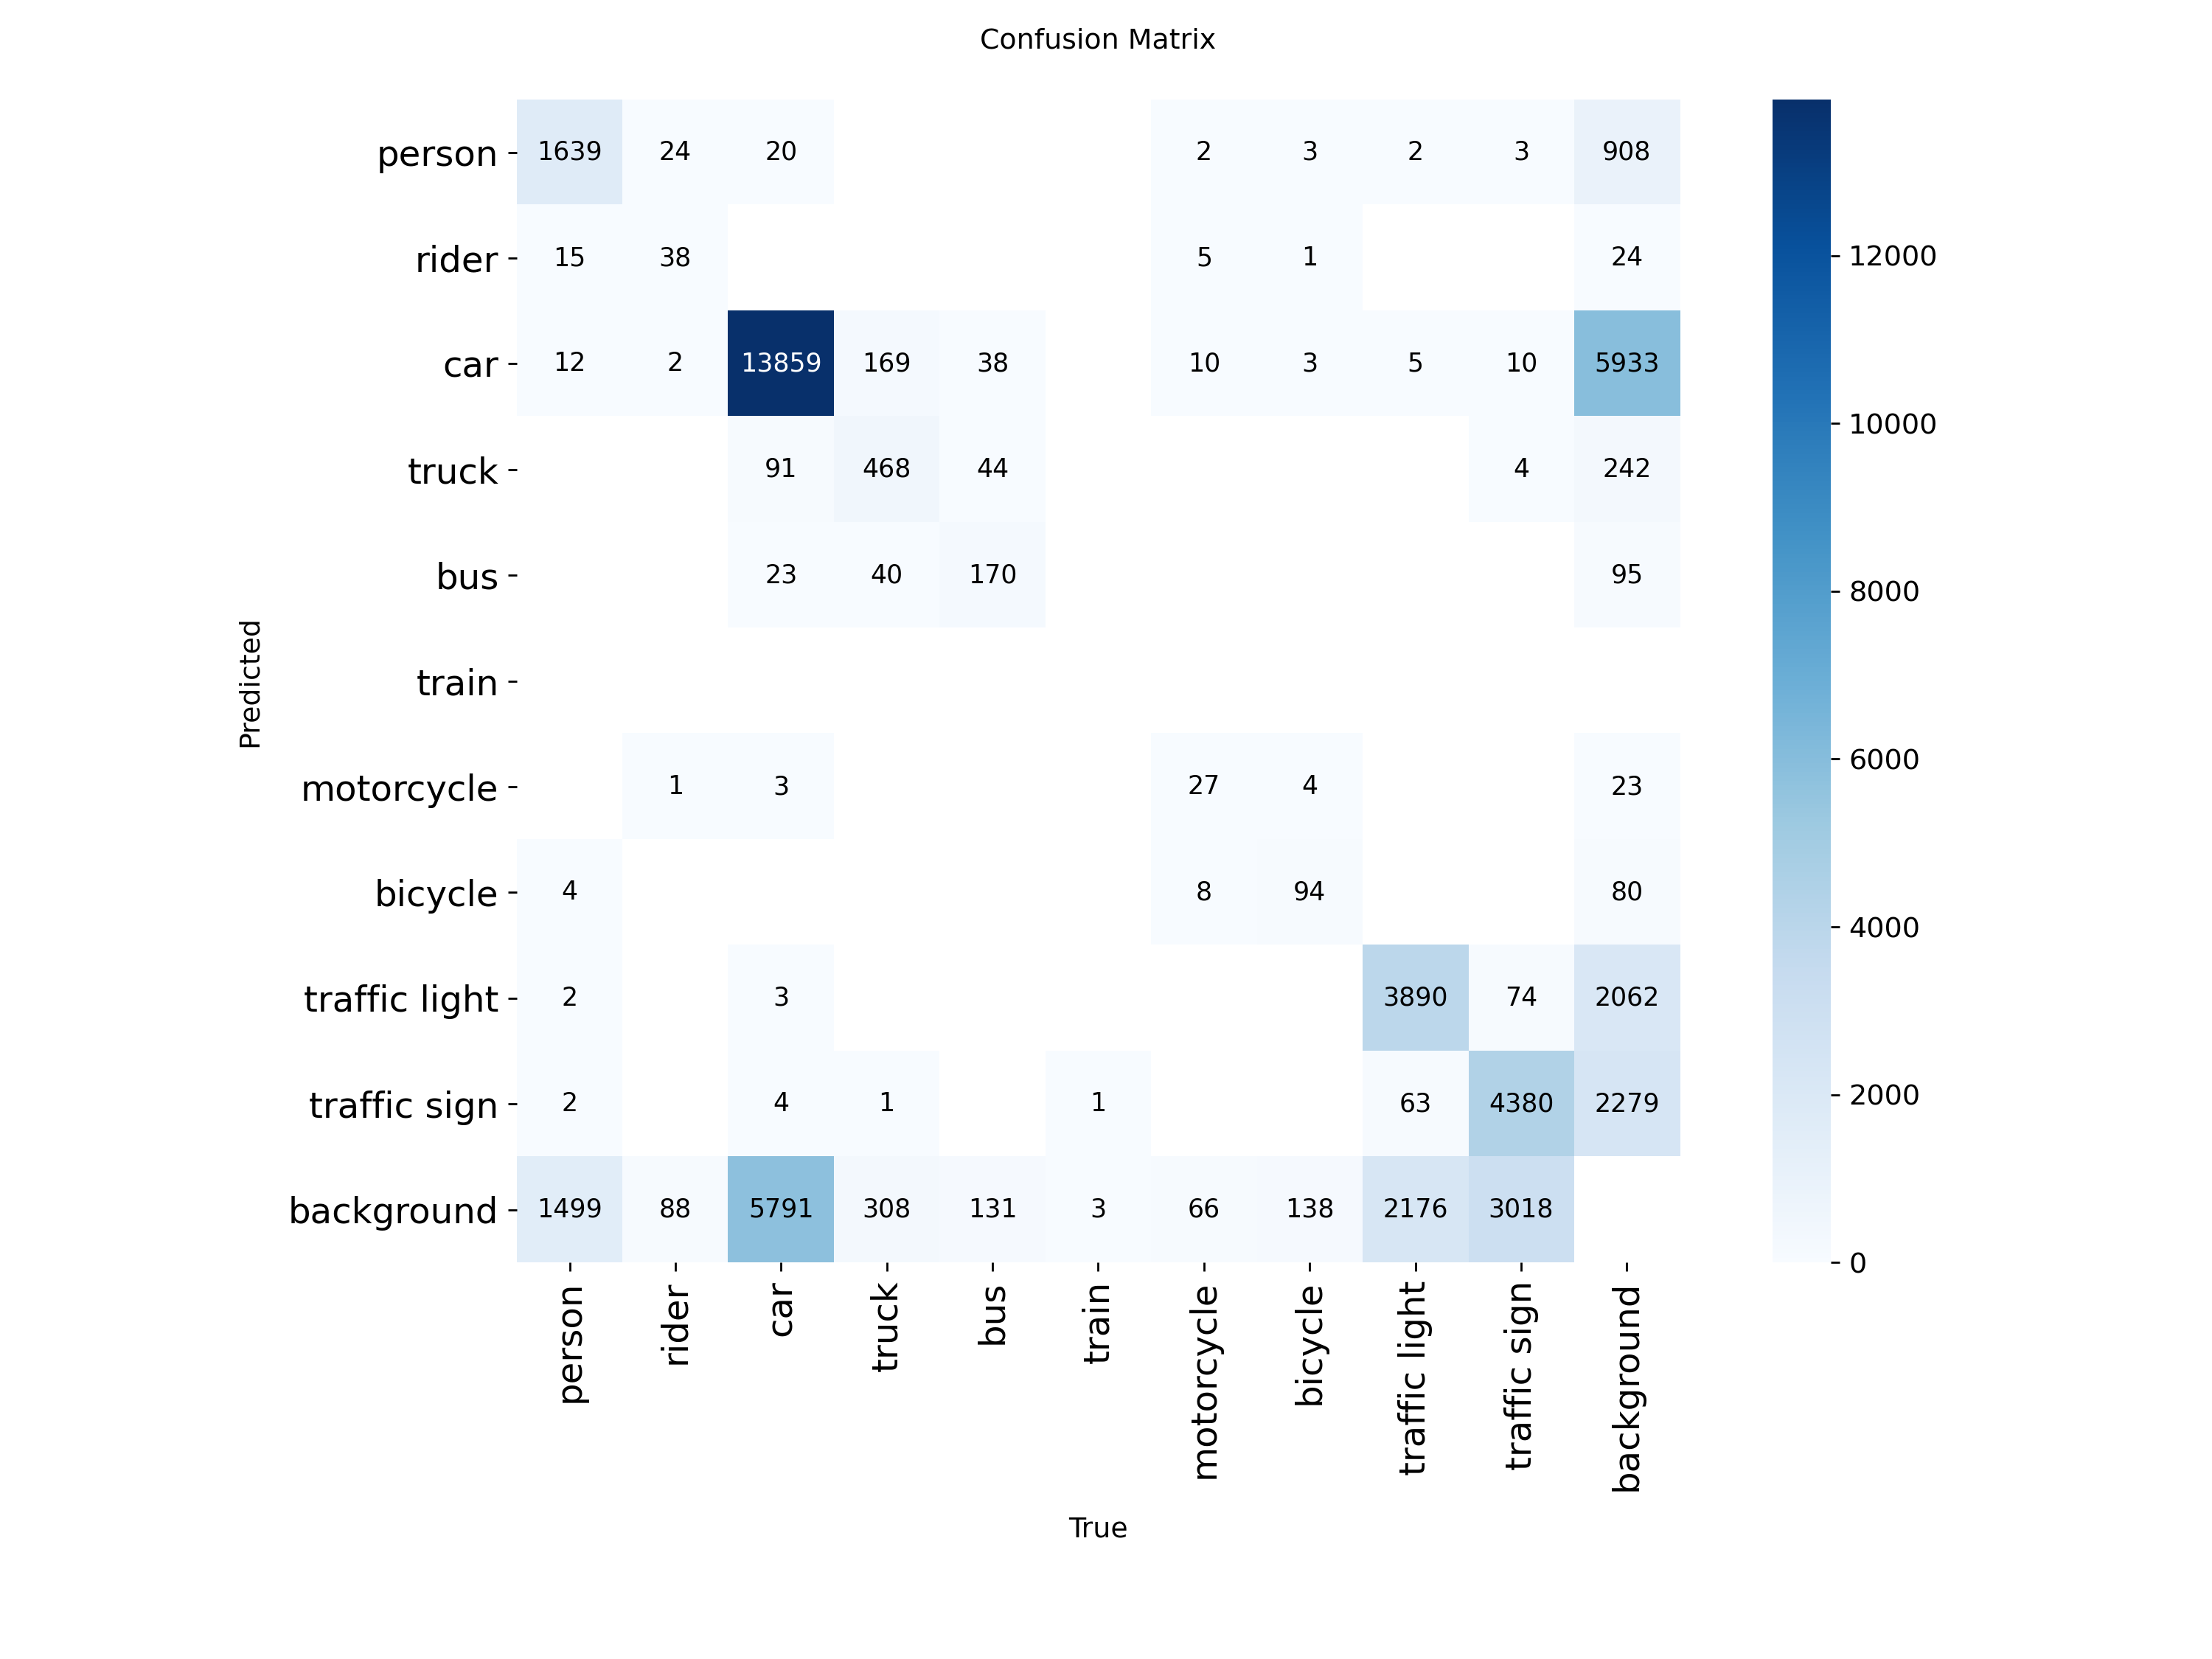 Confusion Matrix
person 1639 24 20 2 3 2 3 908
rider 15 38 5 1 24
car 12 2 13859 169 38 10 3 5 10 5933
truck 91 468 44 4 242
bus 23 40 170 95
train
motorcycle 1 3 27 4 23
bicycle 4 8 94 80
traffic light 2 3 3890 74 2062
traffic sign 2 4 1 1 63 4380 2279
background 1499 88 5791 308 131 3 66 138 2176 3018
Predicted
person rider car truck bus train motorcycle bicycle traffic light traffic sign background
True
12000
10000
8000
6000
4000
2000
0